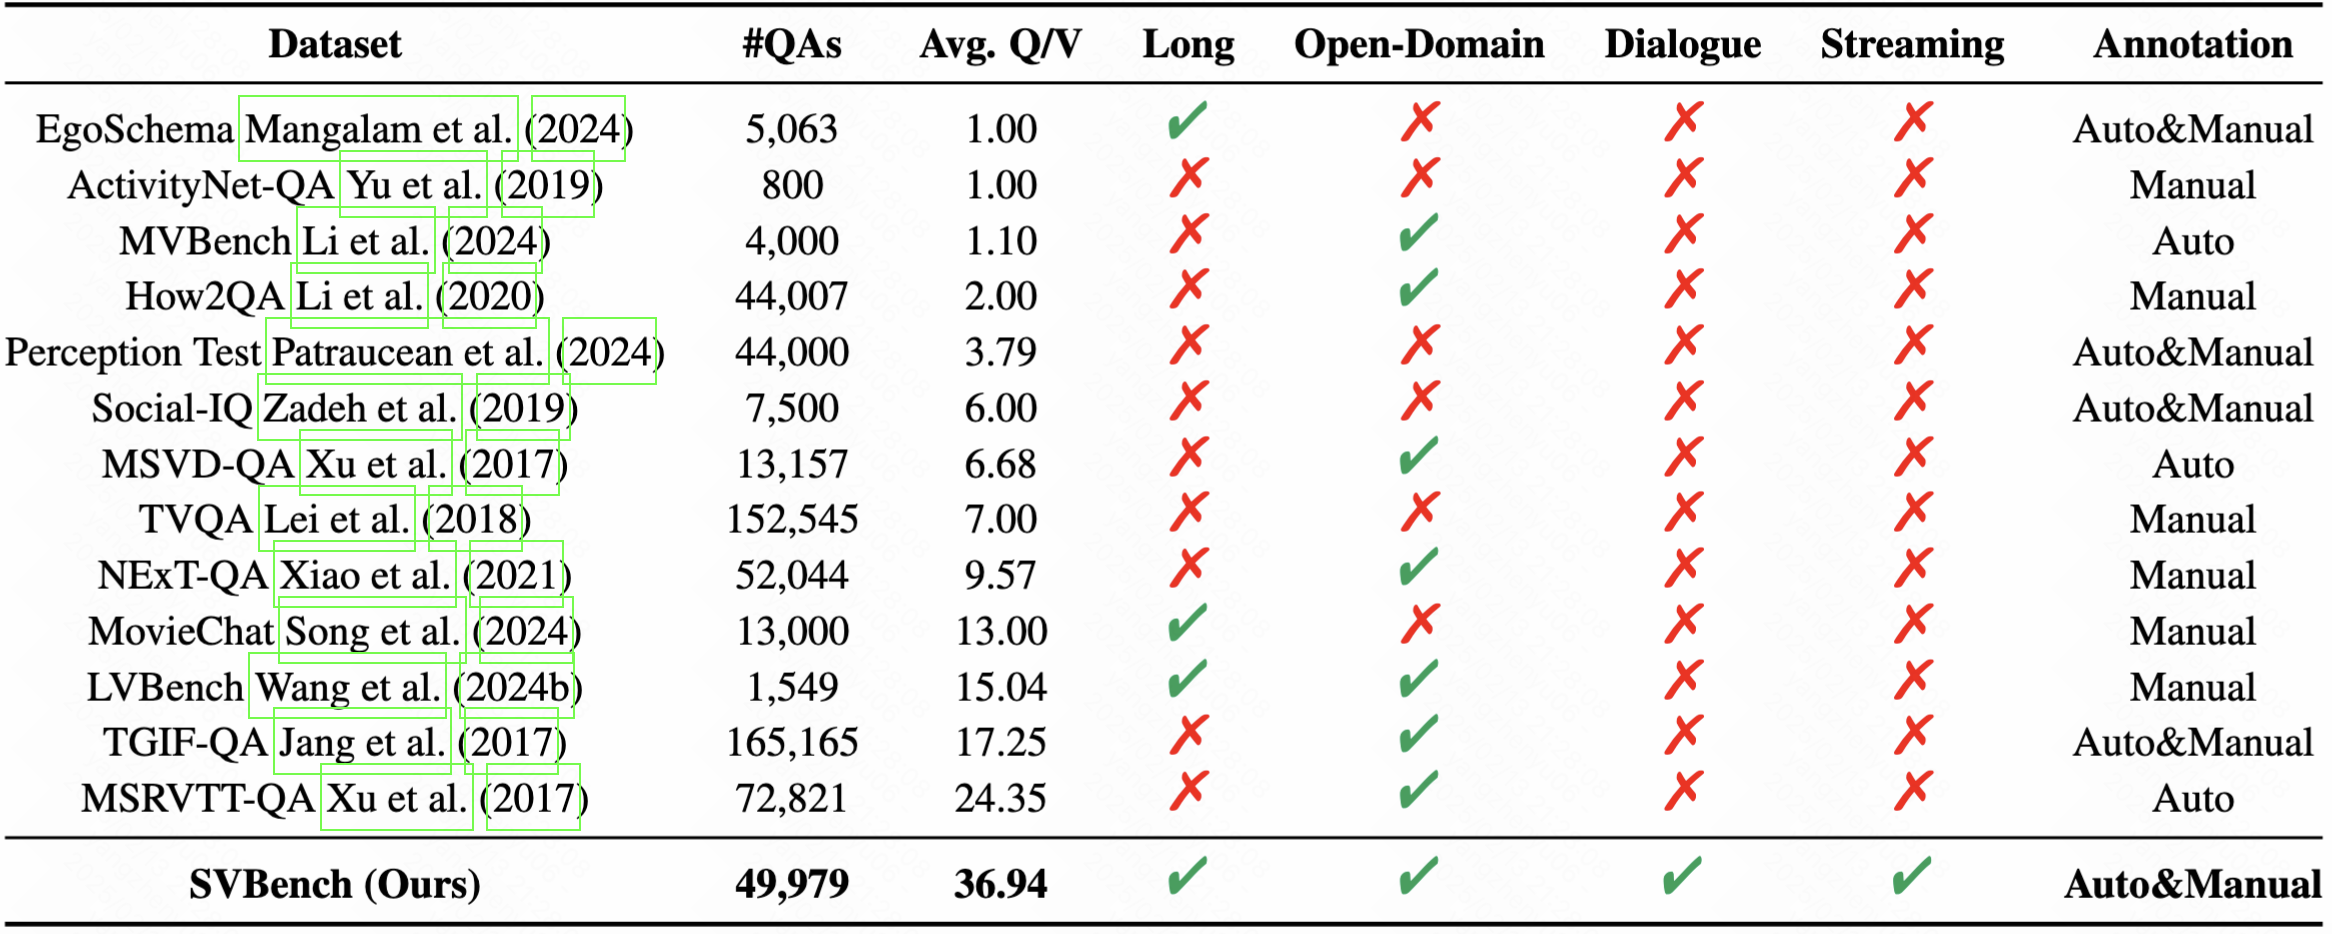 Dataset #QAs Avg. Q/V Long Open-Domain Dialogue Streaming Annotation
EgoSchema Mangalam et al. (2024) 5,063 1.00 ✓ ✗ ✗ ✗ Auto&Manual
ActivityNet-QA Yu et al. (2019) 800 1.00 ✗ ✗ ✗ ✗ Manual
MVBench Li et al. (2024) 4,000 1.10 ✗ ✓ ✗ ✗ Auto
How2QA Li et al. (2020) 44,007 2.00 ✗ ✓ ✗ ✗ Manual
Perception Test Patraucean et al. (2024) 44,000 3.79 ✗ ✗ ✗ ✗ Auto&Manual
Social-IQ Zadeh et al. (2019) 7,500 6.00 ✗ ✗ ✗ ✗ Auto&Manual
MSVD-QA Xu et al. (2017) 13,157 6.68 ✗ ✓ ✗ ✗ Auto
TVQA Lei et al. (2018) 152,545 7.00 ✗ ✗ ✗ ✗ Manual
NExT-QA Xiao et al. (2021) 52,044 9.57 ✗ ✓ ✗ ✗ Manual
MovieChat Song et al. (2024) 13,000 13.00 ✓ ✗ ✗ ✗ Manual
LVBench Wang et al. (2024b) 1,549 15.04 ✓ ✓ ✗ ✗ Manual
TGIF-QA Jang et al. (2017) 165,165 17.25 ✗ ✓ ✗ ✗ Auto&Manual
MSRVTT-QA Xu et al. (2017) 72,821 24.35 ✗ ✓ ✗ ✗ Auto
SVBench (Ours) 49,979 36.94 ✓ ✓ ✓ ✓ Auto&Manual